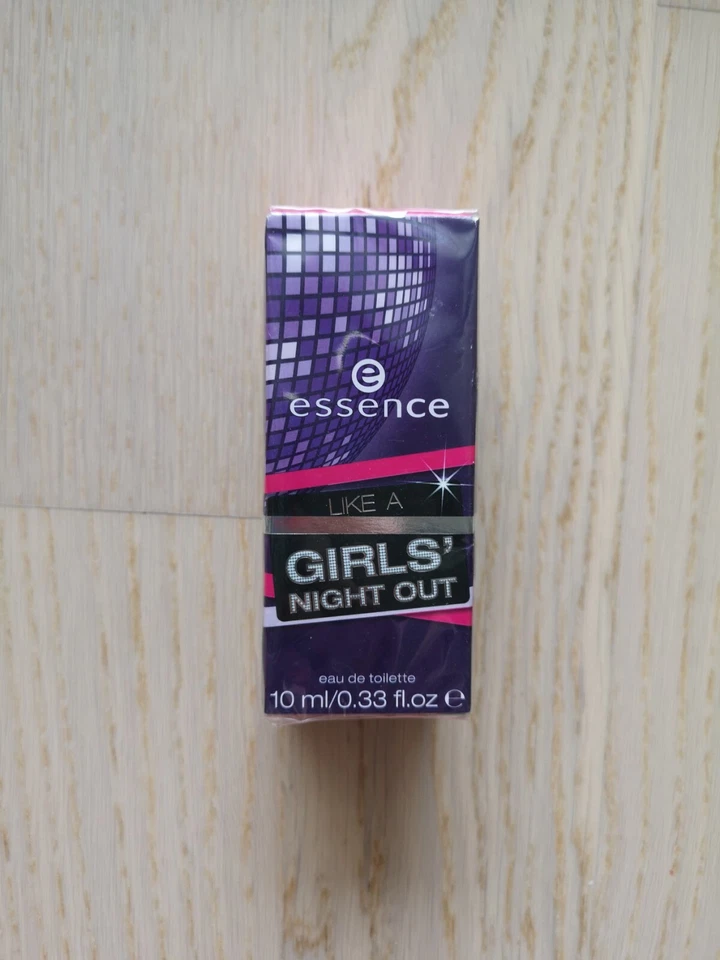 e
essence
LIKE A
GIRLS'
NIGHT OUT
eau de toilette
10 ml/0.33 fl.oz ℮